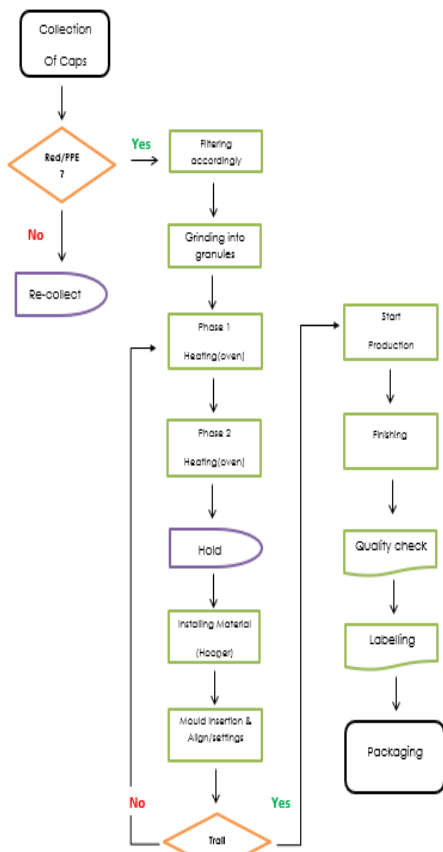 Collection
Of Caps
Red/PPE
?
Yes
Filtering
accordingly
No
Re-collect
Grinding into
granules
Phase 1
Heating(oven)
Phase 2
Heating(oven)
Hold
Installing Material
(Hooper)
Mould Insertion &
Align/settings
No
Yes
Trail
Start
Production
Finishing
Quality check
Labelling
Packaging